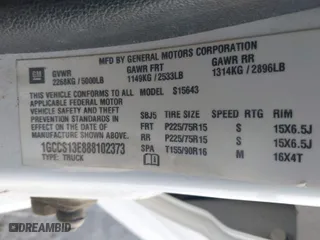 MFD BY GENERAL MOTORS CORPORATION
GM
GVWR GAWR FRT GAWR RR
2268KG / 5000LB 1149KG / 2533LB 1314KG / 2896LB
THIS VEHICLE CONFORMS TO ALL MODEL S15643
APPLICABLE FEDERAL MOTOR
VEHICLE SAFETY AND BUMPER SBJ5 TIRE SIZE SPEED RTG RIM
STANDARDS IN EFFECT ON THE FRT P225/75R15 S 15X6.5J
DATE OF MANUFACTURE RR P225/75R15 S 15X6.5J
SHOWN ABOVE. SPA T155/90R16 M 16X4T
1GCCS13E888102373
TYPE: TRUCK
A BIDMO